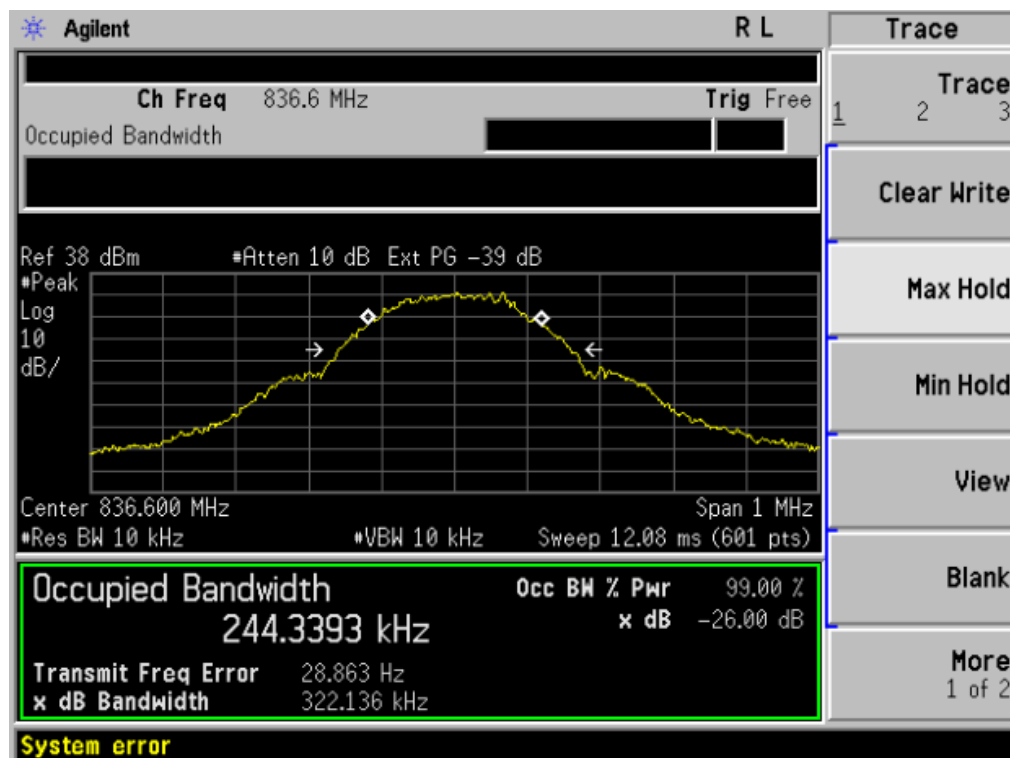 Agilent R L Trace
Ch Freq 836.6 MHz Trig Free
Occupied Bandwidth
Trace
1 2 3
Clear Write
Ref 38 dBm #Atten 10 dB Ext PG -39 dB
#Peak
Log
10
dB/
Max Hold
Min Hold
View
Center 836.600 MHz Span 1 MHz
#Res BW 10 kHz #VBW 10 kHz Sweep 12.08 ms (601 pts)
Occupied Bandwidth Occ BW % Pwr 99.00 %
244.3393 kHz x dB -26.00 dB
Transmit Freq Error 28.863 Hz
x dB Bandwidth 322.136 kHz
Blank
More
1 of 2
System error